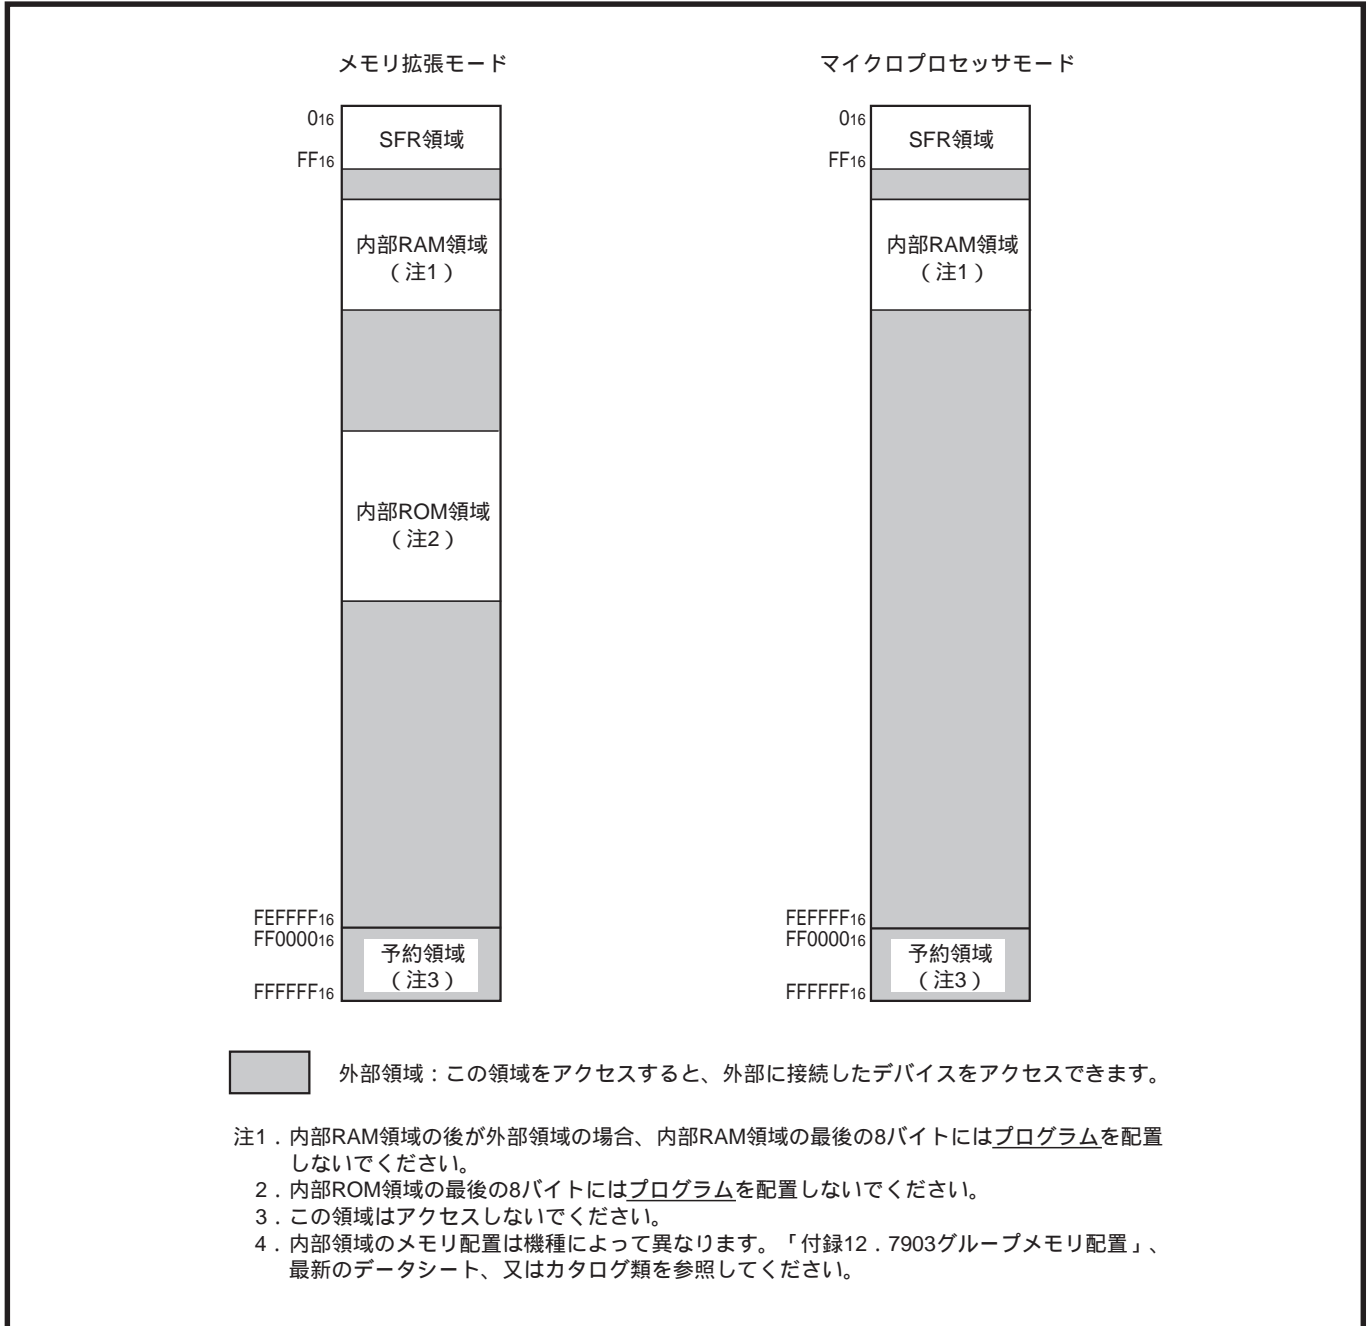 メモリ拡張モード
016
SFR領域
FF16
内部RAM領域
（注1）
内部ROM領域
（注2）
FEFFFF16
FF000016
予約領域
（注3）
FFFFFF16
マイクロプロセッサモード
016
SFR領域
FF16
内部RAM領域
（注1）
FEFFFF16
FF000016
予約領域
（注3）
FFFFFF16
外部領域：この領域をアクセスすると、外部に接続したデバイスをアクセスできます。
注1．内部RAM領域の後が外部領域の場合、内部RAM領域の最後の8バイトにはプログラムを配置
しないでください。
2．内部ROM領域の最後の8バイトにはプログラムを配置しないでください。
3．この領域はアクセスしないでください。
4．内部領域のメモリ配置は機種によって異なります。「付録12．7903グループメモリ配置」、
最新のデータシート、又はカタログ類を参照してください。